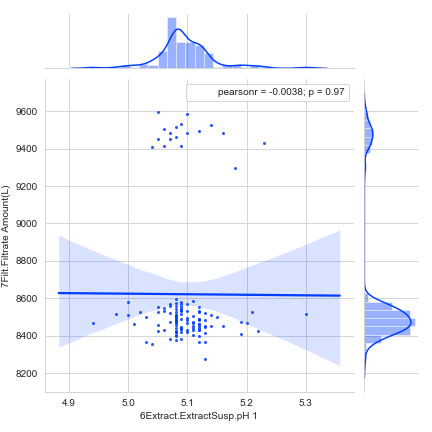 pearsonr = -0.0038; p = 0.97
9600
9400
9200
9000
8800
8600
8400
8200
7Filt.Filtrate Amount(L)
4.9 5.0 5.1 5.2 5.3
6Extract.ExtractSusp.pH 1